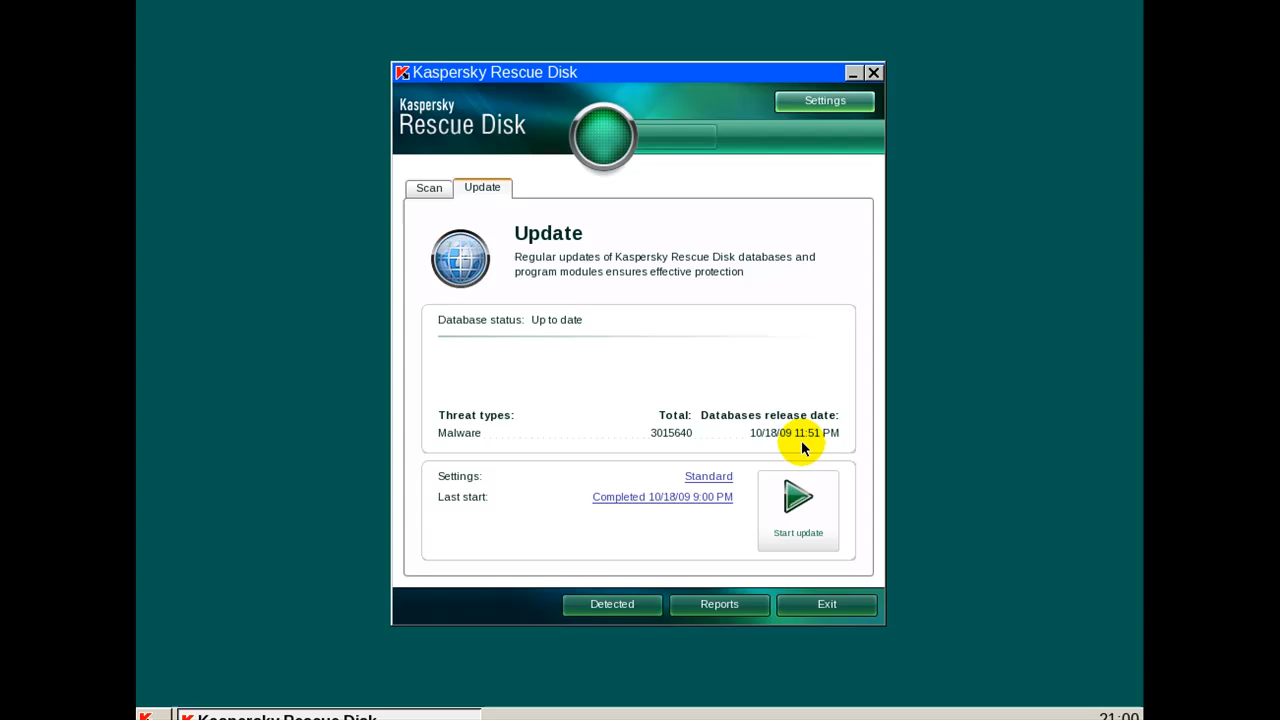 Kaspersky Rescue Disk
Kaspersky
Rescue Disk
Settings
Scan
Update
Update
Regular updates of Kaspersky Rescue Disk databases and
program modules ensures effective protection
Database status: Up to date
Threat types: Total: Databases release date:
Malware 3015640 10/18/09 11:51 PM
Settings: Standard
Last start: Completed 10/18/09 9:00 PM
Start update
Detected
Reports
Exit
Kaspersky Rescue Disk
21:00